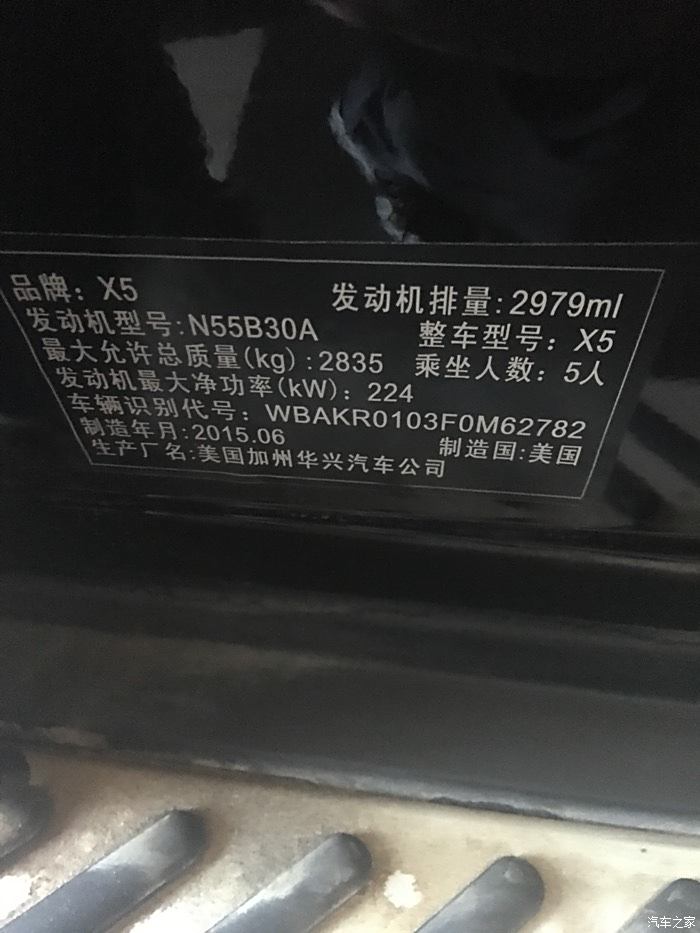 品牌：X5 发动机排量:2979ml
发动机型号:N55B30A 整车型号：X5
最大允许总质量(kg):2835 乘坐人数：5人
发动机最大净功率(kW)：224
车辆识别代号：WBAKR0103F0M62782
制造年月:2015.06 制造国:美国
生产厂名:美国加州华兴汽车公司
汽车之家